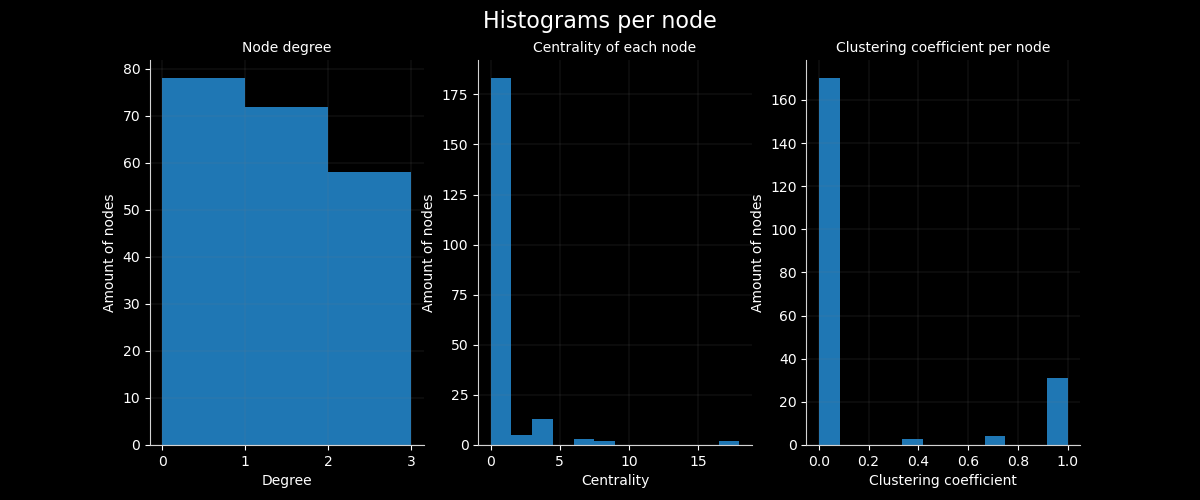 Histograms per node
Node degree
Amount of nodes
80
70
60
50
40
30
20
10
0
0 1 2 3
Degree
Centrality of each node
Amount of nodes
175
150
125
100
75
50
25
0
0 5 10 15
Centrality
Clustering coefficient per node
Amount of nodes
160
140
120
100
80
60
40
20
0
0.0 0.2 0.4 0.6 0.8 1.0
Clustering coefficient